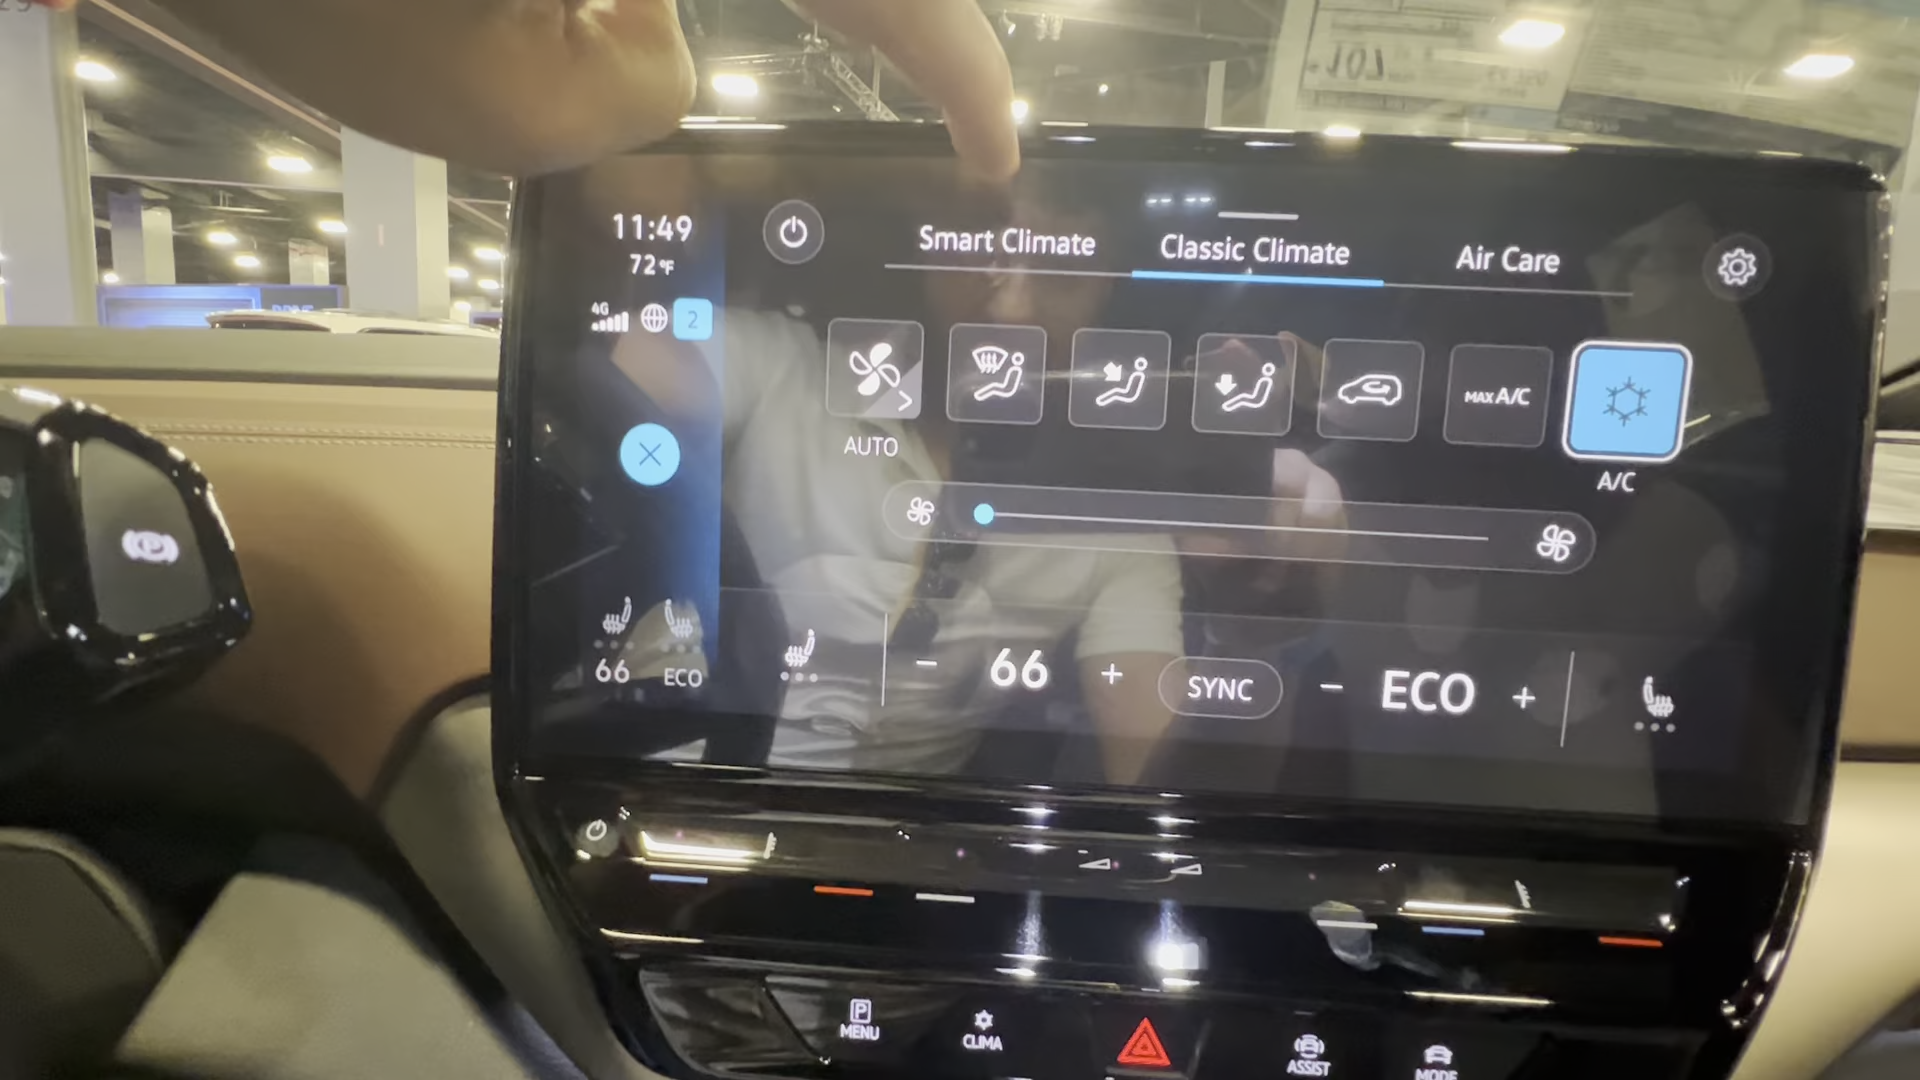 11:49
72°F
4G
2
Smart Climate
Classic Climate
Air Care
AUTO
MAX A/C
A/C
66
ECO
66
SYNC
ECO
P
MENU
CLIMA
ASSIST
MODE